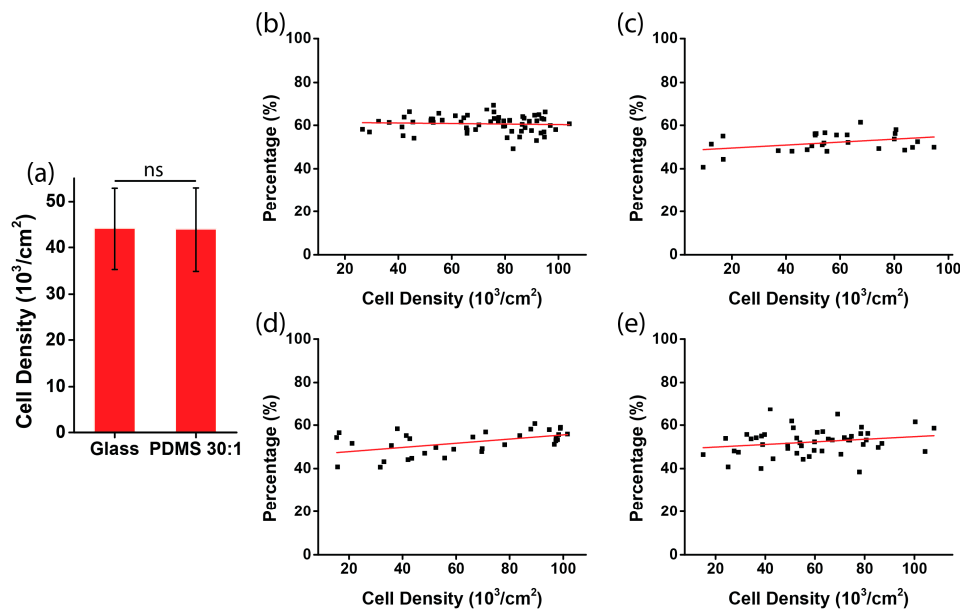 (a)
ns
Cell Density (10³/cm²)
50
40
30
20
10
0
Glass PDMS 30:1
(b)
Percentage (%)
100
80
60
40
20
0
20 40 60 80 100
Cell Density (10³/cm²)
(c)
Percentage (%)
100
80
60
40
20
0
20 40 60 80 100
Cell Density (10³/cm²)
(d)
Percentage (%)
100
80
60
40
20
0
20 40 60 80 100
Cell Density (10³/cm²)
(e)
Percentage (%)
100
80
60
40
20
0
20 40 60 80 100
Cell Density (10³/cm²)